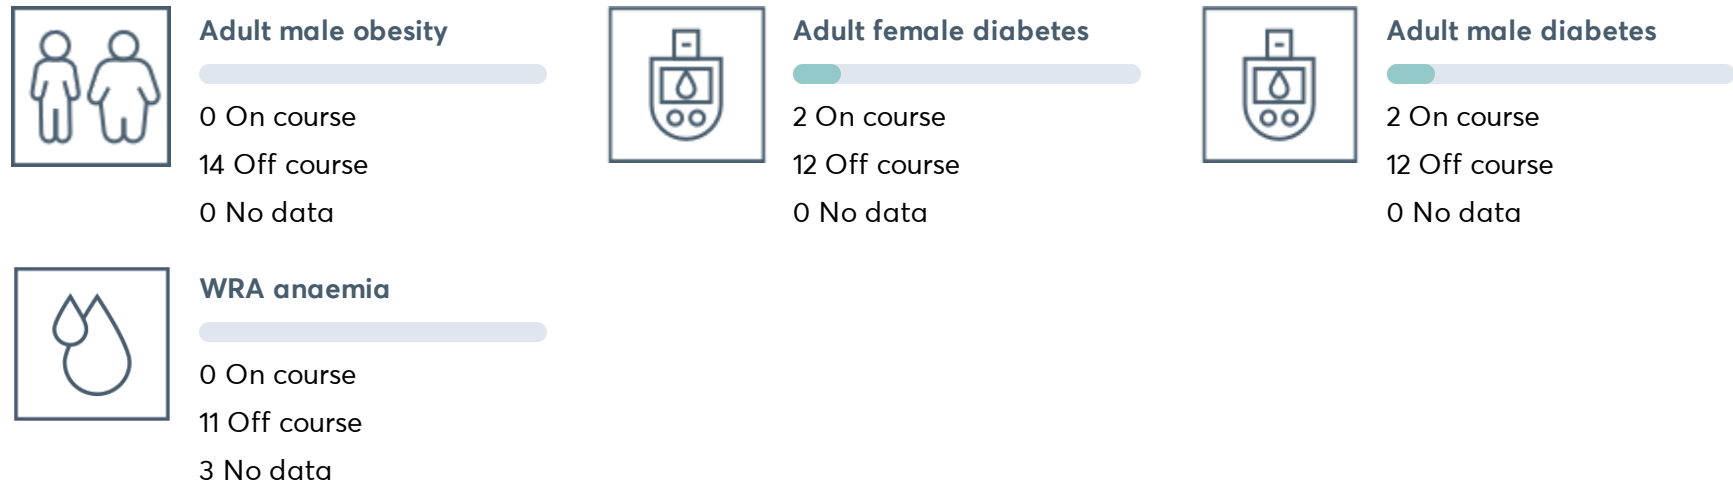 Adult male obesity
0 On course
14 Off course
0 No data
Adult female diabetes
2 On course
12 Off course
0 No data
Adult male diabetes
2 On course
12 Off course
0 No data
WRA anaemia
0 On course
11 Off course
3 No data